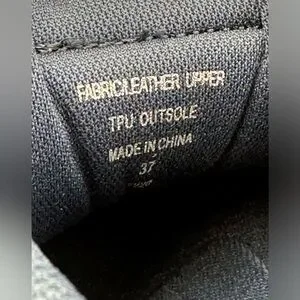 FABRIC/LEATHER UPPER
TPU OUTSOLE
MADE IN CHINA
37